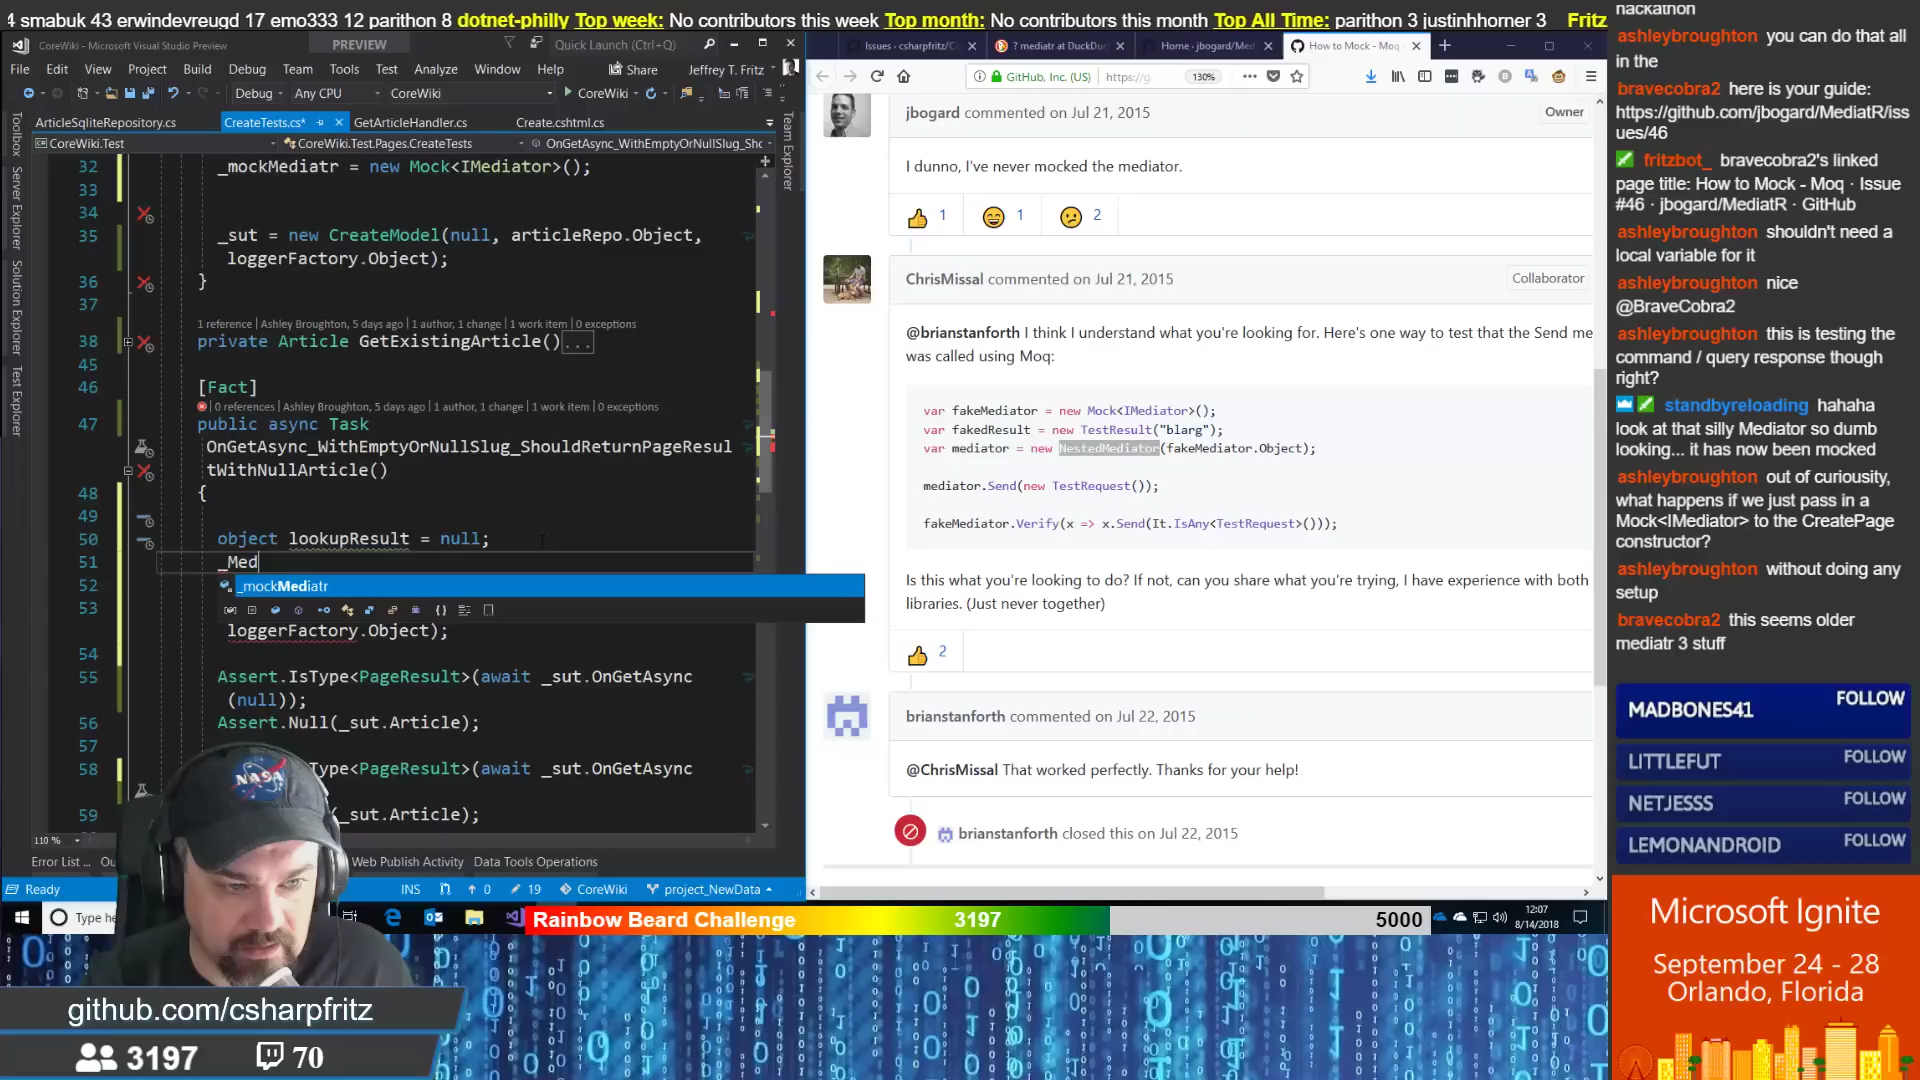 4 smabuk 43 erwindevreugd 17 emo333 12 parithon 8 dotnet-philly Top week: No contributors this week Top month: No contributors this month Top All Time: parithon 3 justinhhorner 3 Fritz
CoreWiki - Microsoft Visual Studio Preview
PREVIEW
Quick Launch (Ctrl+Q)
File Edit View Project Build Debug Team Tools Test Analyze Window Help
Share
Jeffrey T. Fritz
Debug
Any CPU
CoreWiki
CoreWiki
ArticleSqliteRepository.cs
CreateTests.cs*
GetArticleHandler.cs
Create.cshtml.cs
CoreWiki.Test
CoreWiki.Test.Pages.CreateTests
OnGetAsync_WithEmptyOrNullSlug_Shc
Toolbox
Server Explorer
Solution Explorer
Test Explorer
Team Explorer
32 _mockMediatr = new Mock<IMediator>();
33
34
35 _sut = new CreateModel(null, articleRepo.Object,
loggerFactory.Object);
36 }
37
1 reference | Ashley Broughton, 5 days ago | 1 author, 1 change | 1 work item | 0 exceptions
38 private Article GetExistingArticle()...
45
46 [Fact]
0 references | Ashley Broughton, 5 days ago | 1 author, 1 change | 1 work item | 0 exceptions
47 public async Task
OnGetAsync_WithEmptyOrNullSlug_ShouldReturnPageResul
tWithNullArticle()
48 {
49
50 object lookupResult = null;
51 _Med
52 _mockMediatr
53
loggerFactory.Object);
54
55 Assert.IsType<PageResult>(await _sut.OnGetAsync
(null));
56 Assert.Null(_sut.Article);
57
58 Type<PageResult>(await _sut.OnGetAsync
59 (_sut.Article);
110 %
Error List ...
Web Publish Activity
Data Tools Operations
Ready
INS
0
19
CoreWiki
project_NewData
Type he
Issues · csharpfritz/C
? mediatr at DuckDu
Home · jbogard/Med
How to Mock - Moq
GitHub, Inc. (US)
https://g
130%
jbogard commented on Jul 21, 2015
Owner
I dunno, I've never mocked the mediator.
1
1
2
ChrisMissal commented on Jul 21, 2015
Collaborator
@brianstanforth I think I understand what you're looking for. Here's one way to test that the Send me
was called using Moq:
var fakeMediator = new Mock<IMediator>();
var fakedResult = new TestResult("blarg");
var mediator = new NestedMediator(fakeMediator.Object);
mediator.Send(new TestRequest());
fakeMediator.Verify(x => x.Send(It.IsAny<TestRequest>()));
Is this what you're looking to do? If not, can you share what you're trying, I have experience with both
libraries. (Just never together)
2
brianstanforth commented on Jul 22, 2015
@ChrisMissal That worked perfectly. Thanks for your help!
brianstanforth closed this on Jul 22, 2015
12:07
8/14/2018
Rainbow Beard Challenge
3197
5000
hackathon
ashleybroughton you can do that all
in the
bravecobra2 here is your guide:
https://github.com/jbogard/MediatR/iss
ues/46
fritzbot_ bravecobra2's linked
page title: How to Mock - Moq · Issue
#46 · jbogard/MediatR · GitHub
ashleybroughton shouldn't need a
local variable for it
ashleybroughton nice
@BraveCobra2
ashleybroughton this is testing the
command / query response though
right?
standbyreloading hahaha
look at that silly Mediator so dumb
looking... it has now been mocked
ashleybroughton out of curiosity,
what happens if we just pass in a
Mock<IMediator> to the CreatePage
constructor?
ashleybroughton without doing any
setup
bravecobra2 this seems older
mediatr 3 stuff
MADBONES41 FOLLOW
LITTLEFUT FOLLOW
NETJESSS FOLLOW
LEMONANDROID FOLLOW
Microsoft Ignite
September 24 - 28
Orlando, Florida
NASA
github.com/csharpfritz
3197
70